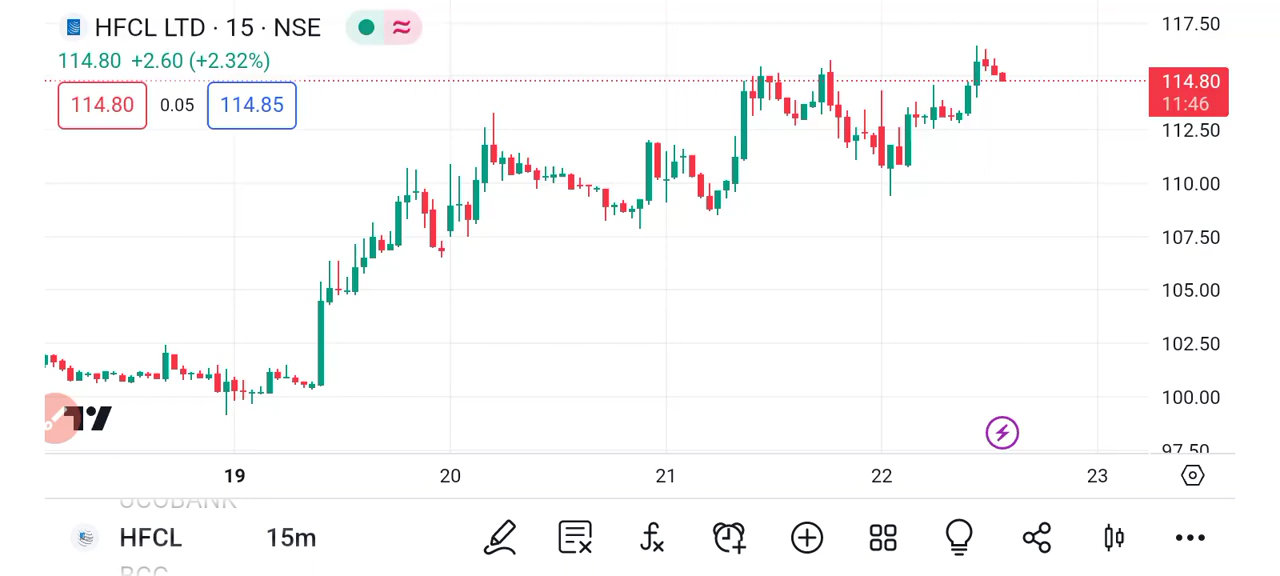 HFCL LTD · 15 · NSE
114.80 +2.60 (+2.32%)
114.80 0.05 114.85
117.50
114.80
11:46
112.50
110.00
107.50
105.00
102.50
100.00
97.50
19 20 21 22 23
UCOBANK
HFCL 15m